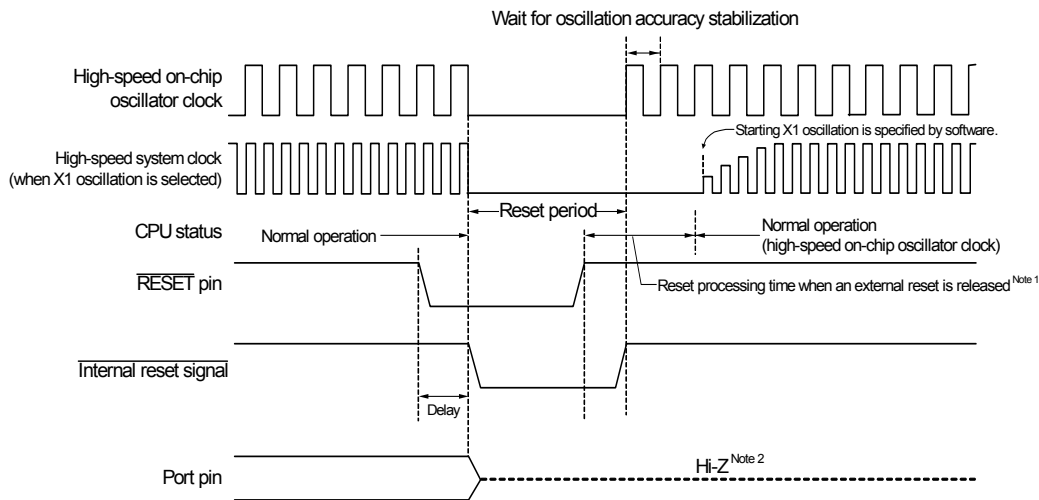 Wait for oscillation accuracy stabilization
High-speed on-chip
oscillator clock
Starting X1 oscillation is specified by software.
High-speed system clock
(when X1 oscillation is selected)
Reset period
CPU status
Normal operation
Normal operation
(high-speed on-chip oscillator clock)
RESET pin
Reset processing time when an external reset is released Note 1
Internal reset signal
Delay
Port pin
Hi-Z Note 2